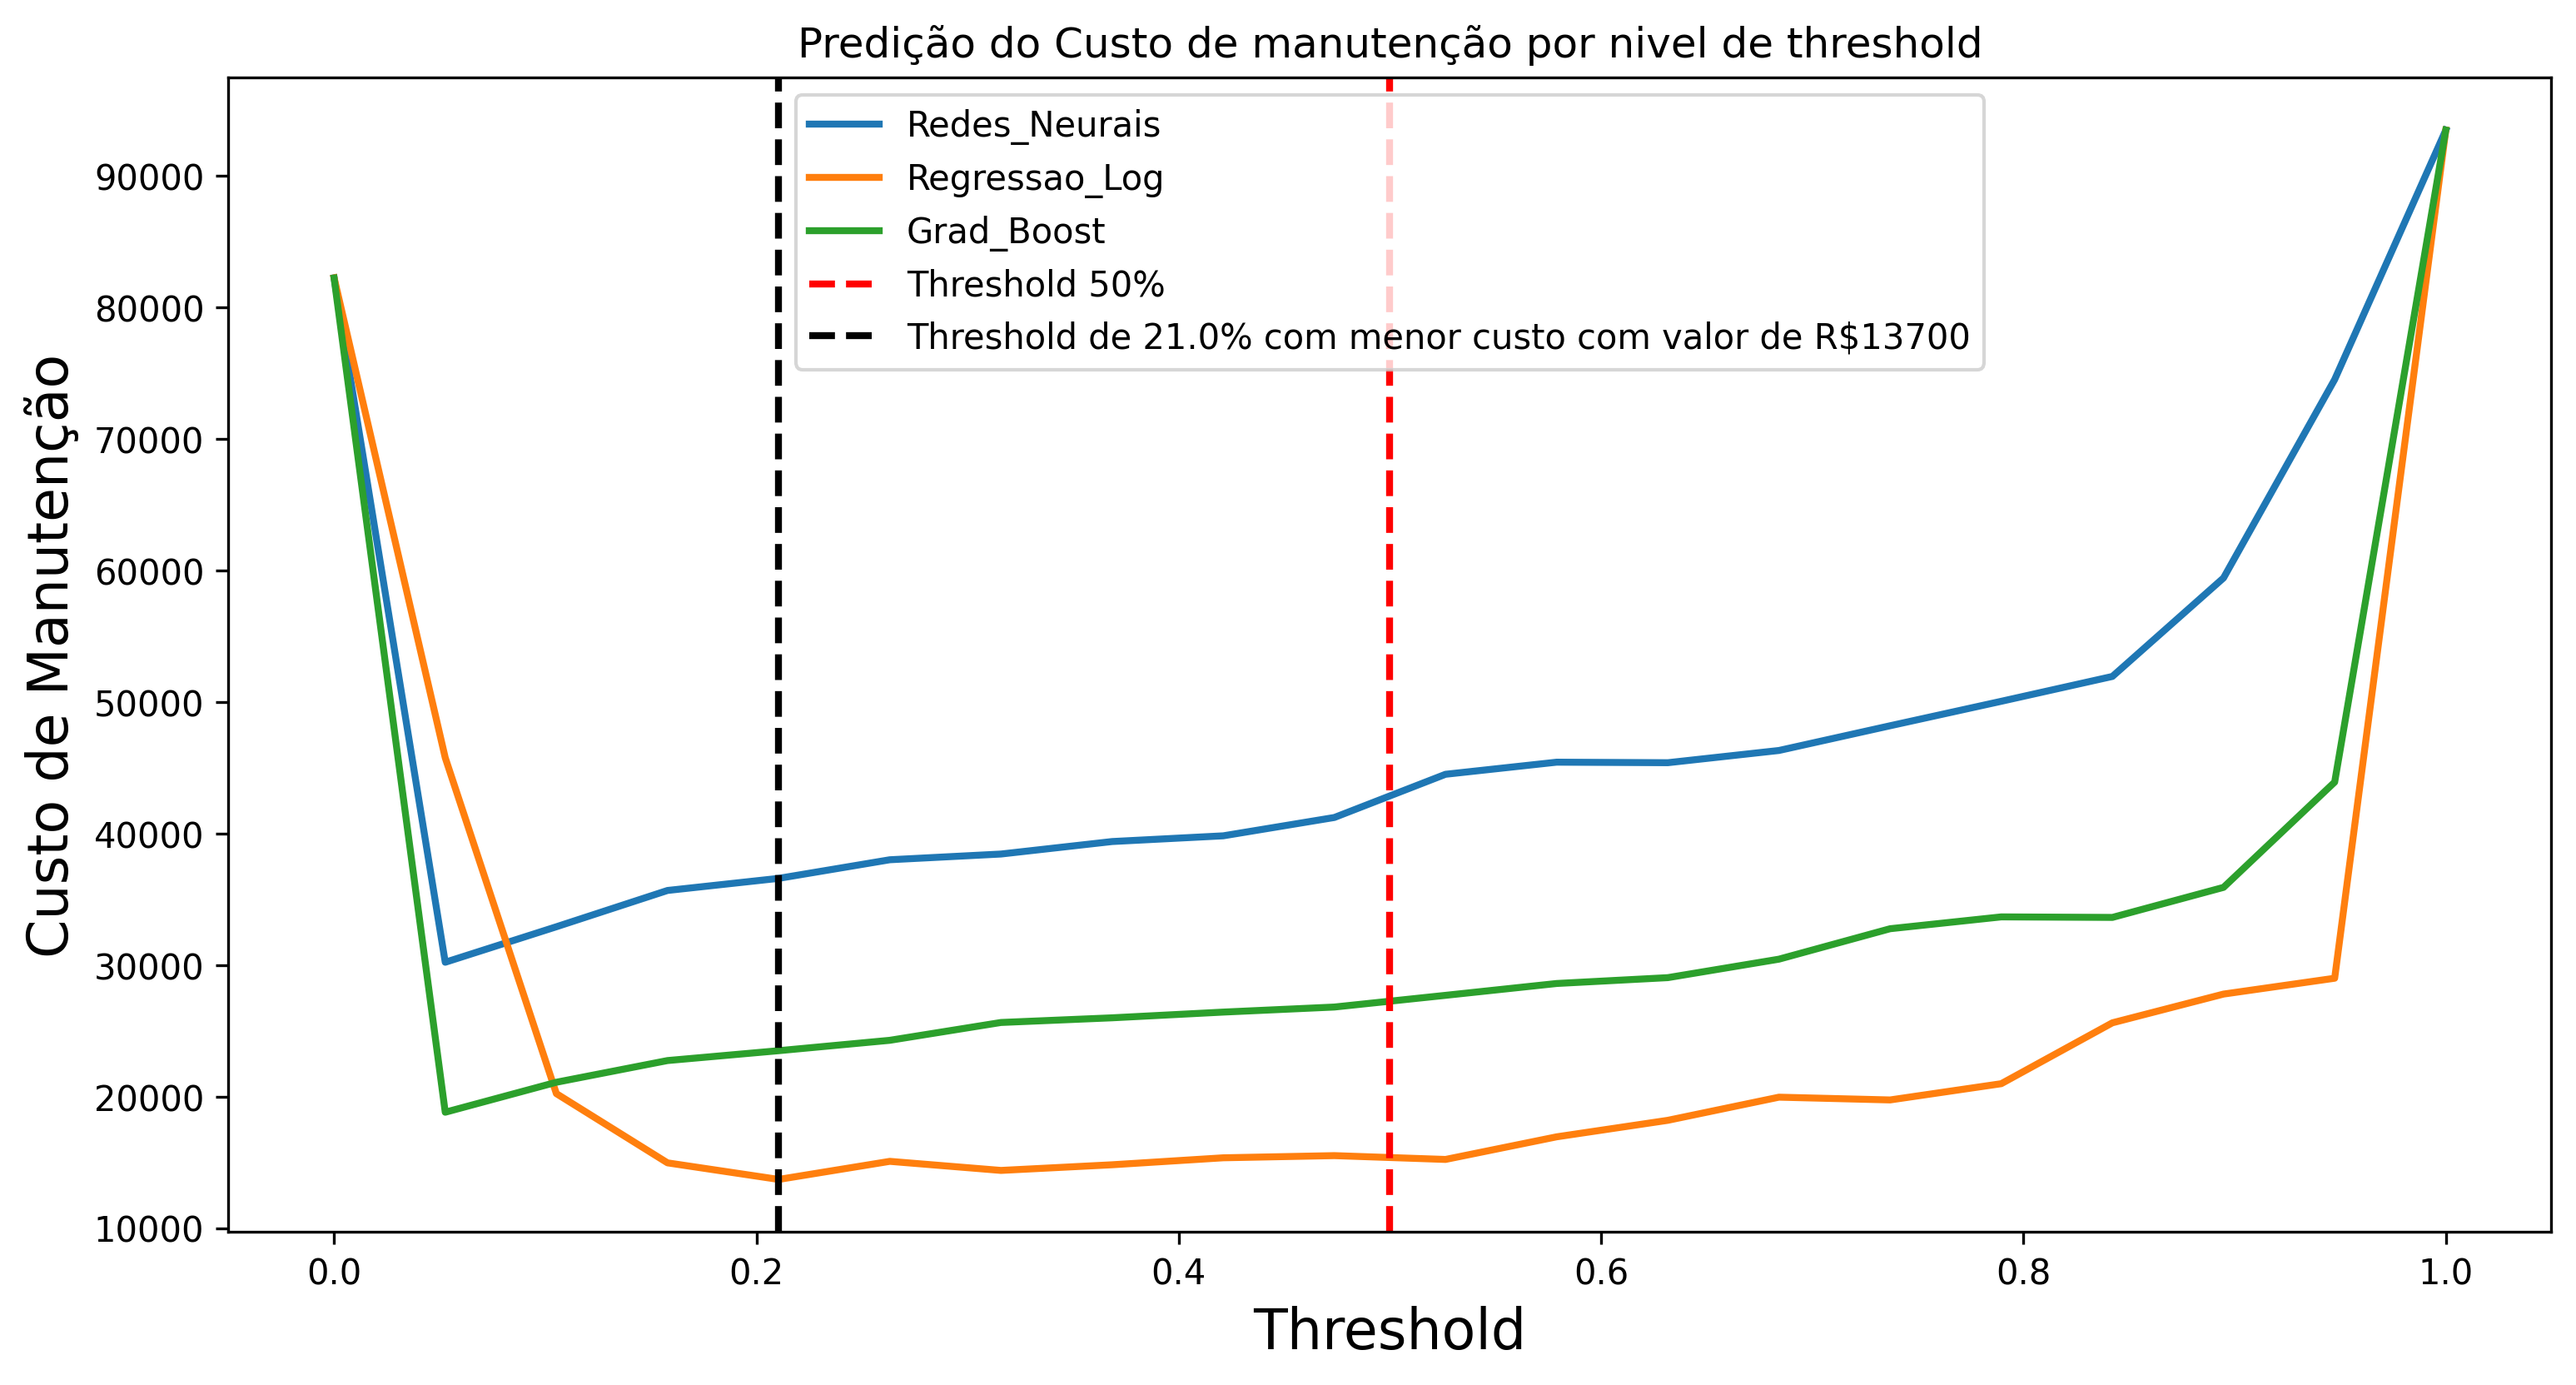 Predição do Custo de manutenção por nivel de threshold
Redes_Neurais
Regressao_Log
Grad_Boost
Threshold 50%
Threshold de 21.0% com menor custo com valor de R$13700
Custo de Manutenção
90000
80000
70000
60000
50000
40000
30000
20000
10000
0.0 0.2 0.4 0.6 0.8 1.0
Threshold